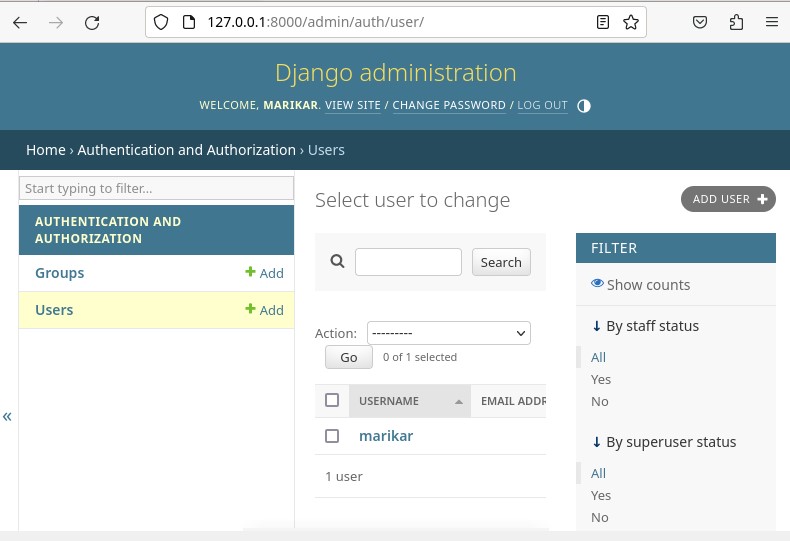 127.0.0.1:8000/admin/auth/user/
Django administration
WELCOME, MARIKAR. VIEW SITE / CHANGE PASSWORD / LOG OUT
Home › Authentication and Authorization › Users
Start typing to filter...
AUTHENTICATION AND
AUTHORIZATION
Groups + Add
Users + Add
«
Select user to change
ADD USER +
Search
Action: ---------
Go 0 of 1 selected
USERNAME EMAIL ADDR
marikar
1 user
FILTER
Show counts
↓ By staff status
All
Yes
No
↓ By superuser status
All
Yes
No